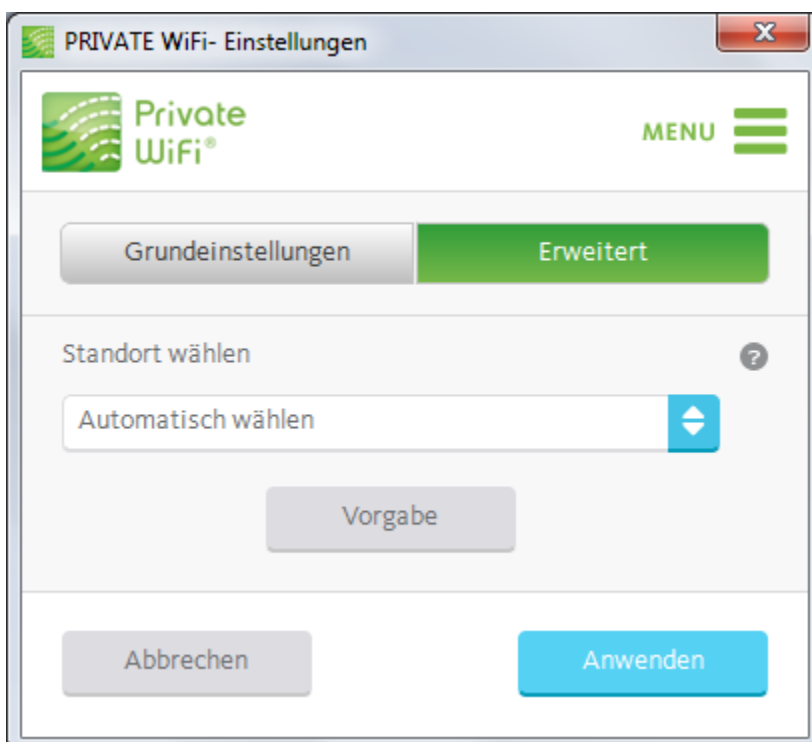 PRIVATE WiFi- Einstellungen
Private
WiFi®
MENU
Grundeinstellungen
Erweitert
Standort wählen
?
Automatisch wählen
Vorgabe
Abbrechen
Anwenden